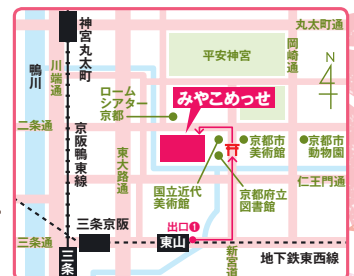 神宮丸太町
丸太町通
鴨川
川端通
平安神宮
岡崎通
N
4
ローム
シアター
京都
みやこめっせ
二条通
京阪鴨東線
東大路通
国立近代
美術館
京都市
美術館
京都市
動物園
京都府立
図書館
仁王門通
三条京阪
出口❶
三条通
三条
東山
新宮道
地下鉄東西線